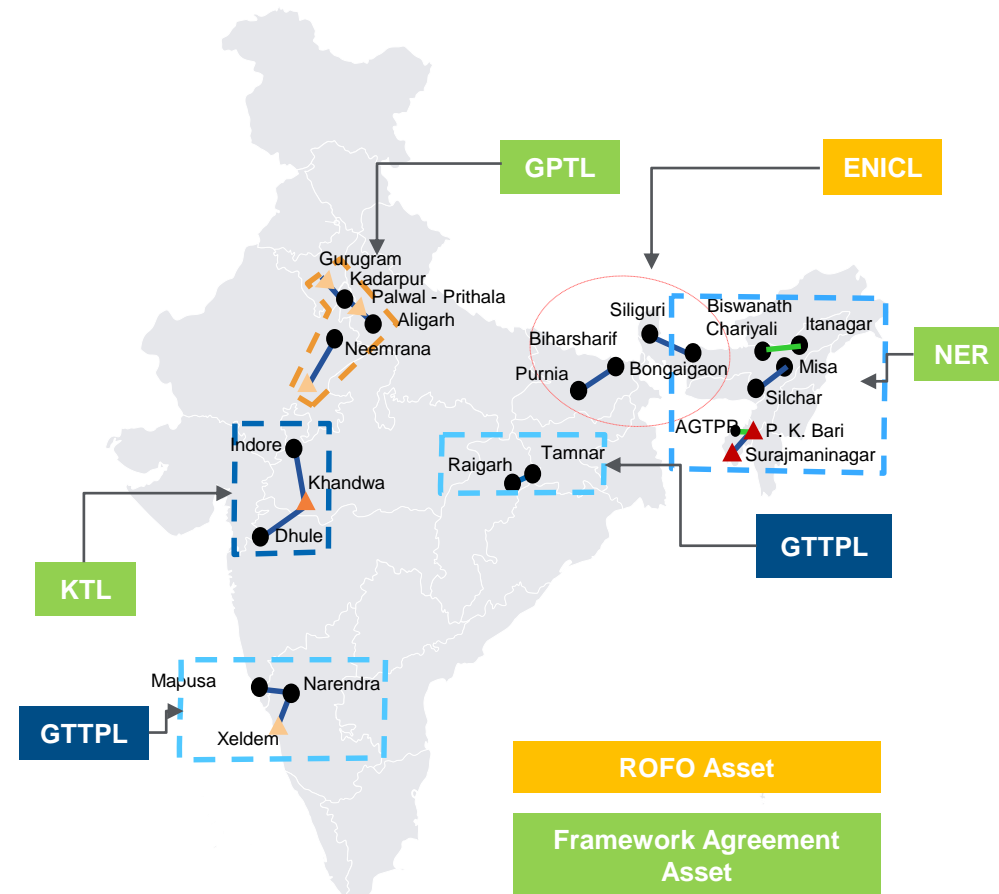 GPTL
ENICL
Gurugram
Kadarpur
Palwal - Prithala
Aligarh
Neemrana
Siliguri
Biswanath
Chariyali
Itanagar
Biharsharif
Bongaigaon
Purnia
Misa
NER
Silchar
AGTPP
P. K. Bari
Surajmaninagar
Indore
Khandwa
Dhule
Raigarh
Tamnar
GTTPL
KTL
Mapusa
Narendra
GTTPL
Xeldem
ROFO Asset
Framework Agreement
Asset